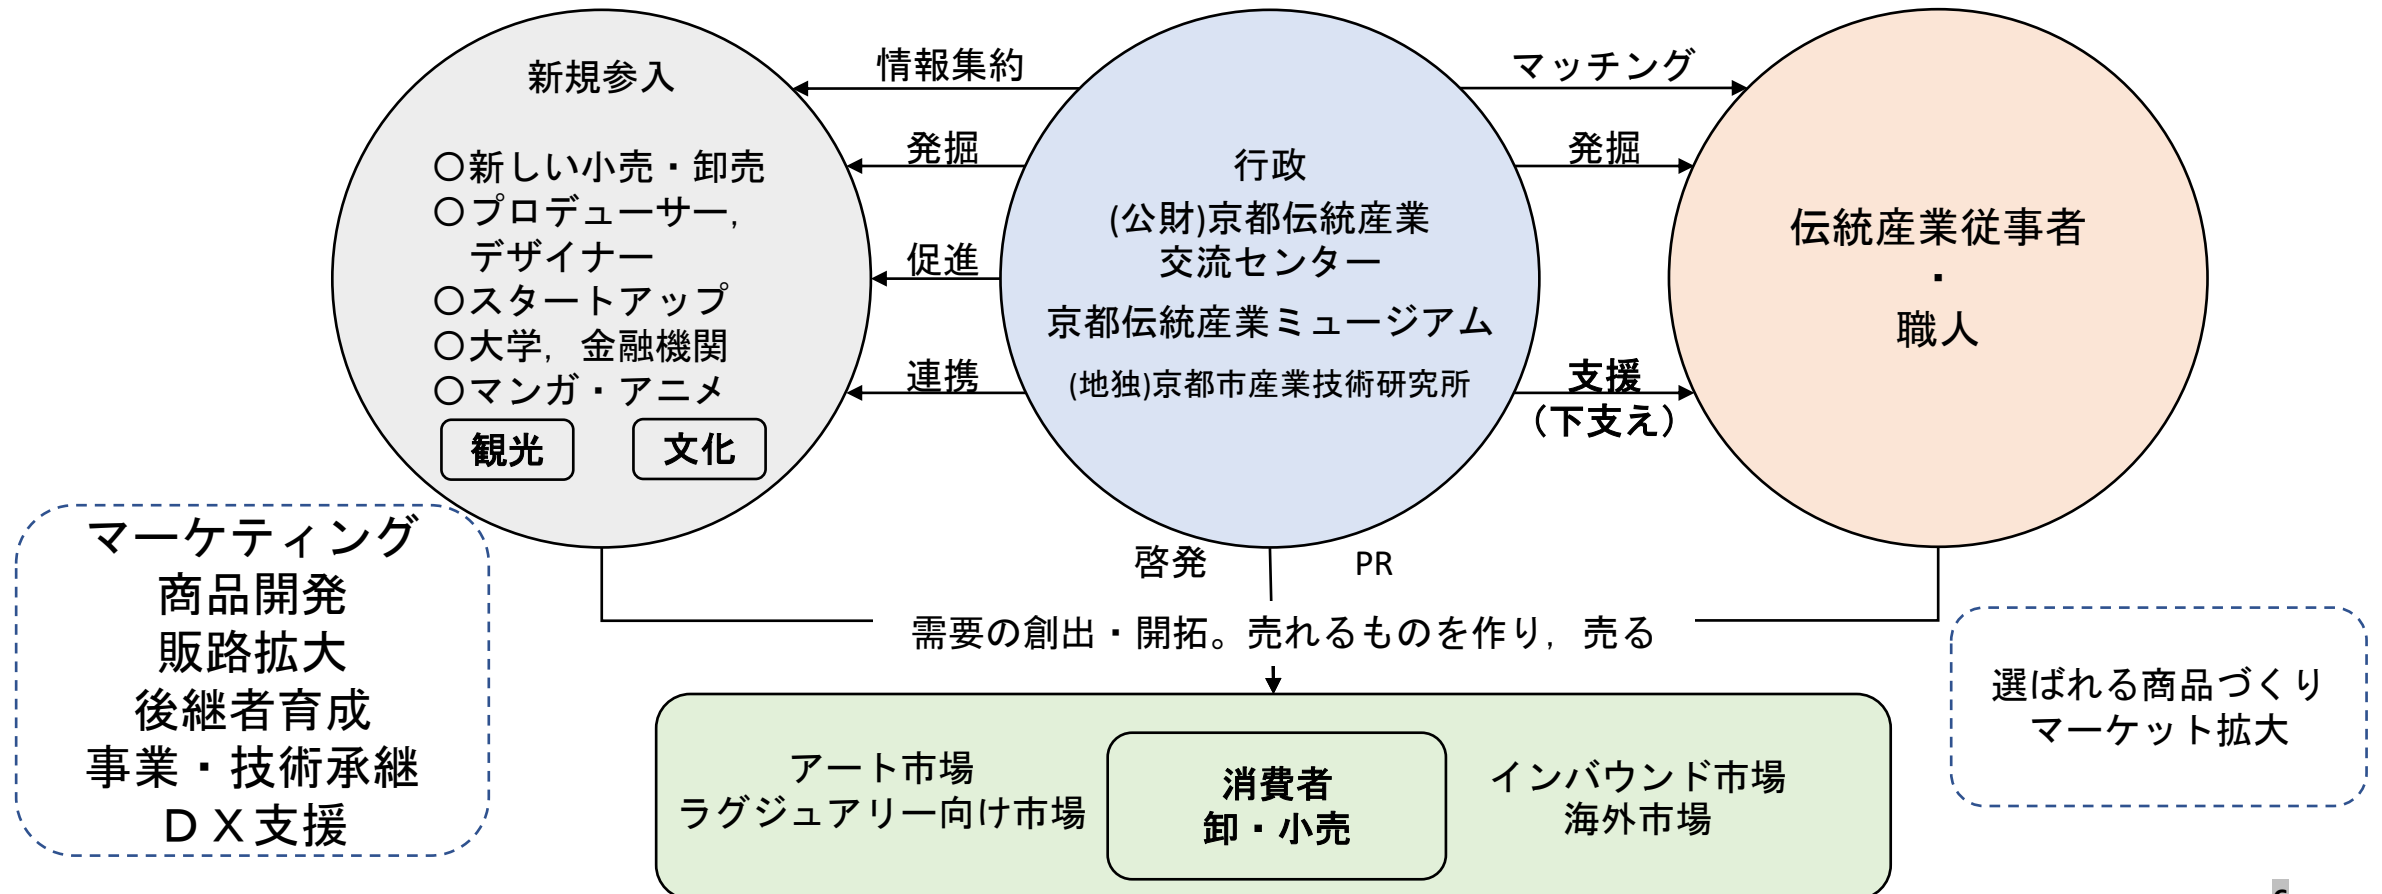 新規参入
〇新しい小売・卸売
〇プロデューサー,
デザイナー
〇スタートアップ
〇大学, 金融機関
〇マンガ・アニメ
観光
文化
情報集約
発掘
促進
連携
行政
(公財)京都伝統産業
交流センター
京都伝統産業ミュージアム
(地独)京都市産業技術研究所
マッチング
発掘
支援
（下支え）
伝統産業従事者
・
職人
啓発
PR
需要の創出・開拓。売れるものを作り, 売る
マーケティング
商品開発
販路拡大
後継者育成
事業・技術承継
ＤＸ支援
アート市場
ラグジュアリー向け市場
消費者
卸・小売
インバウンド市場
海外市場
選ばれる商品づくり
マーケット拡大